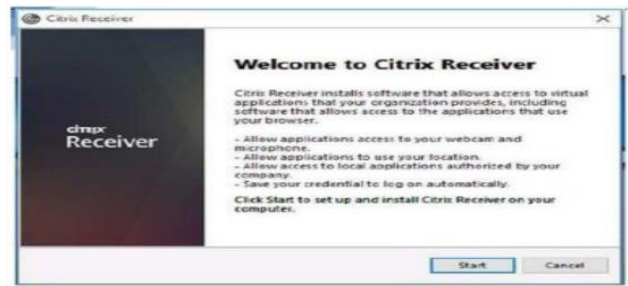 Citrix Receiver
Welcome to Citrix Receiver
Citrix Receiver installs software that allows access to virtual
applications that your organization provides, including
software that allows access to the applications that use
your browser.
- Allow applications access to your webcam and
microphone.
- Allow applications to use your location.
- Allow access to local applications authorized by your
company.
- Save your credential to log on automatically.
Click Start to set up and install Citrix Receiver on your
computer.
citrix
Receiver
Start Cancel